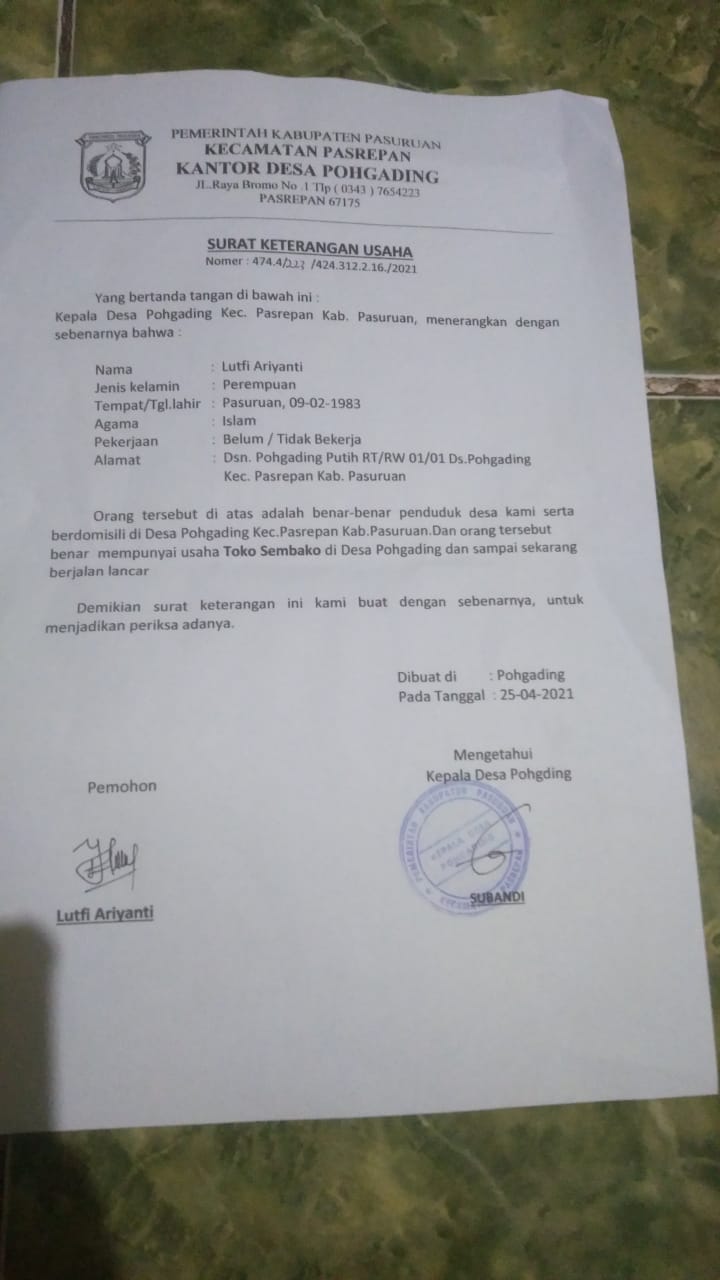 PEMERINTAH KABUPATEN PASURUAN
KECAMATAN PASREPAN
KANTOR DESA POHGADING
JL..Raya Bromo No .1 Tlp ( 0343 ) 7654223
PASREPAN 67175
SURAT KETERANGAN USAHA
Nomer : 474.4/223 /424.312.2.16./2021
Yang bertanda tangan di bawah ini :
Kepala Desa Pohgading Kec. Pasrepan Kab. Pasuruan, menerangkan dengan
sebenarnya bahwa :
Nama : Lutfi Ariyanti
Jenis kelamin : Perempuan
Tempat/Tgl.lahir : Pasuruan, 09-02-1983
Agama : Islam
Pekerjaan : Belum / Tidak Bekerja
Alamat : Dsn. Pohgading Putih RT/RW 01/01 Ds.Pohgading
Kec. Pasrepan Kab. Pasuruan
Orang tersebut di atas adalah benar-benar penduduk desa kami serta
berdomisili di Desa Pohgading Kec.Pasrepan Kab.Pasuruan.Dan orang tersebut
benar mempunyai usaha Toko Sembako di Desa Pohgading dan sampai sekarang
berjalan lancar
Demikian surat keterangan ini kami buat dengan sebenarnya, untuk
menjadikan periksa adanya.
Dibuat di : Pohgading
Pada Tanggal : 25-04-2021
Mengetahui
Kepala Desa Pohgding
Pemohon
PEMERINTAH KABUPATEN PASURUAN
KEPALA DESA
POHGADING
KECAMATAN PASREPAN
SUBANDI
Lutfi Ariyanti